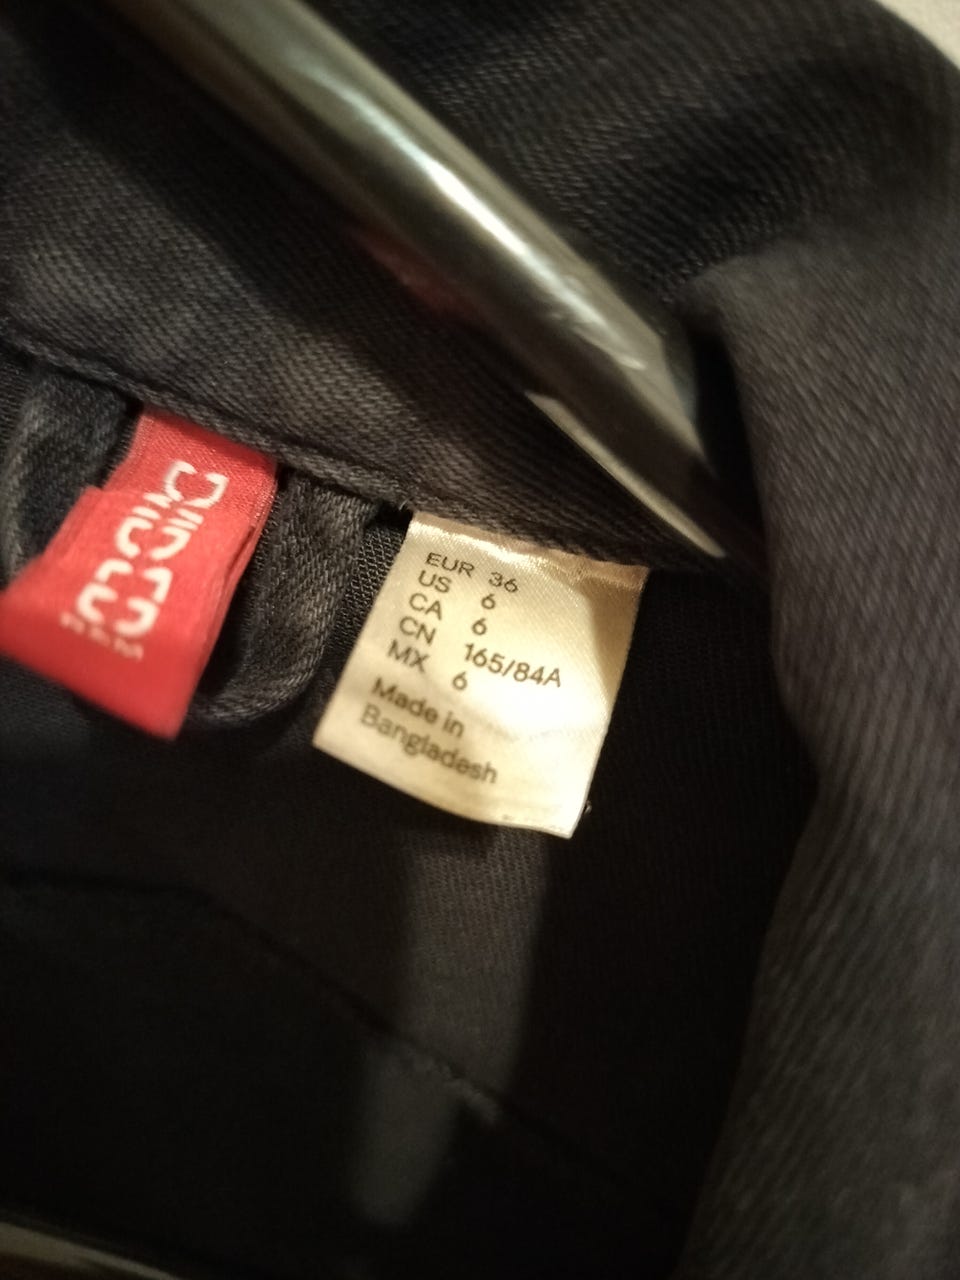 EUR 36
US 6
CA 6
CN 165/84A
MX 6
Made in
Bangladesh